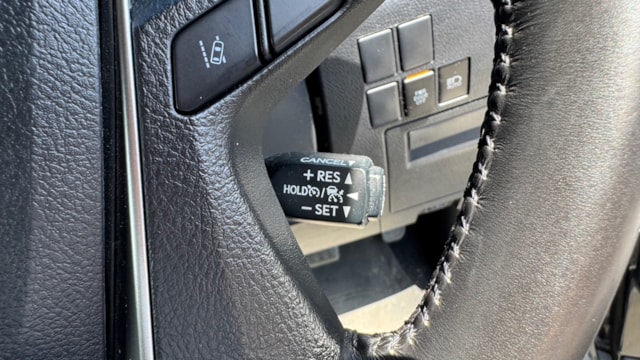 CANCEL
+ RES
HOLD /
− SET